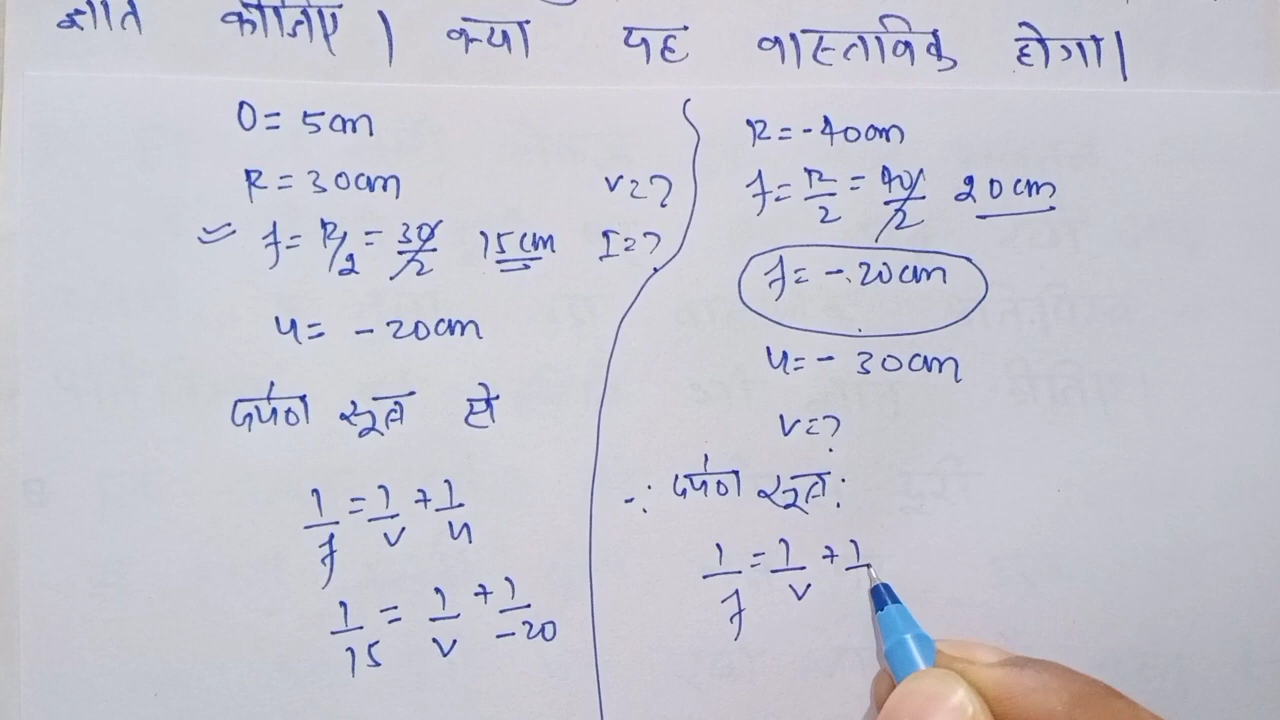 ज्ञात कीजिए। क्या यह वास्तविक होगा।
O = 5cm
R = 30cm
v=?
f = R/2 = 30/2 15cm
I=?
u = -20cm
दर्पण सूत्र से
1/f = 1/v + 1/u
1/15 = 1/v + 1/-20
R = -40cm
f = R/2 = 40/2 20cm
f = -20cm
u = - 30cm
v=?
∴ दर्पण सूत्र:
1/f = 1/v + 1